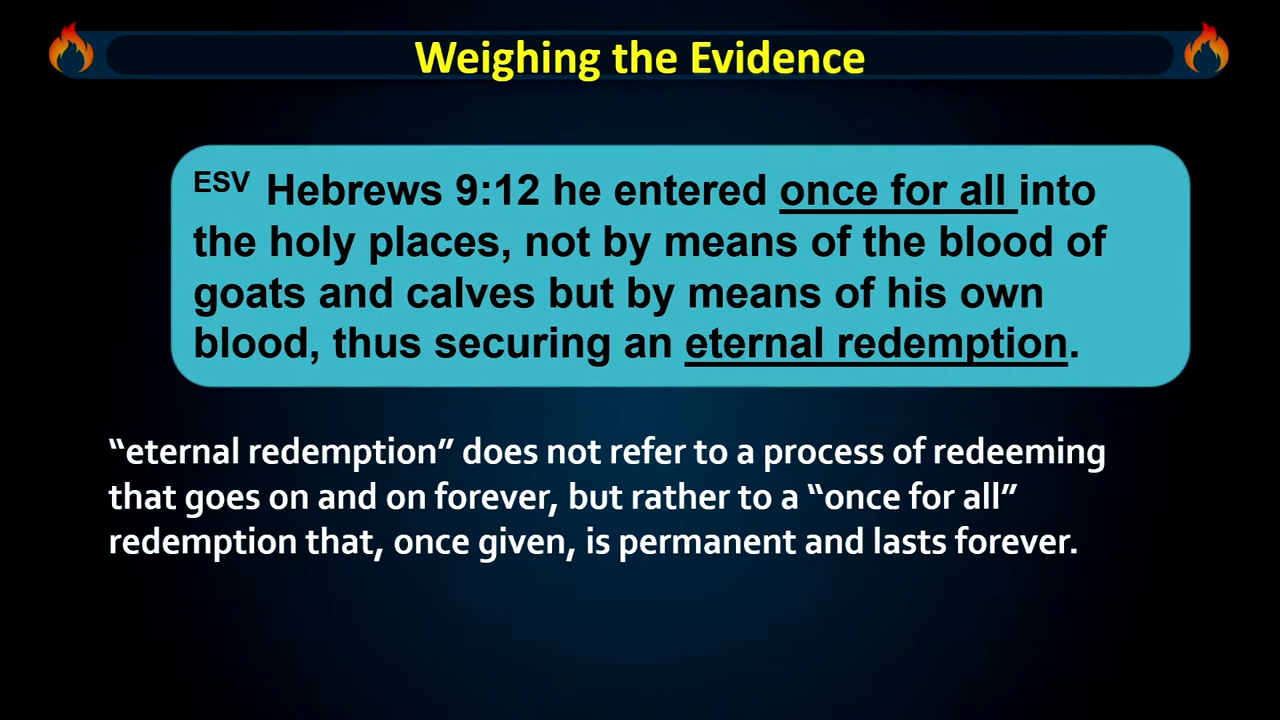 Weighing the Evidence
ESV Hebrews 9:12 he entered once for all into
the holy places, not by means of the blood of
goats and calves but by means of his own
blood, thus securing an eternal redemption.
“eternal redemption” does not refer to a process of redeeming
that goes on and on forever, but rather to a “once for all”
redemption that, once given, is permanent and lasts forever.